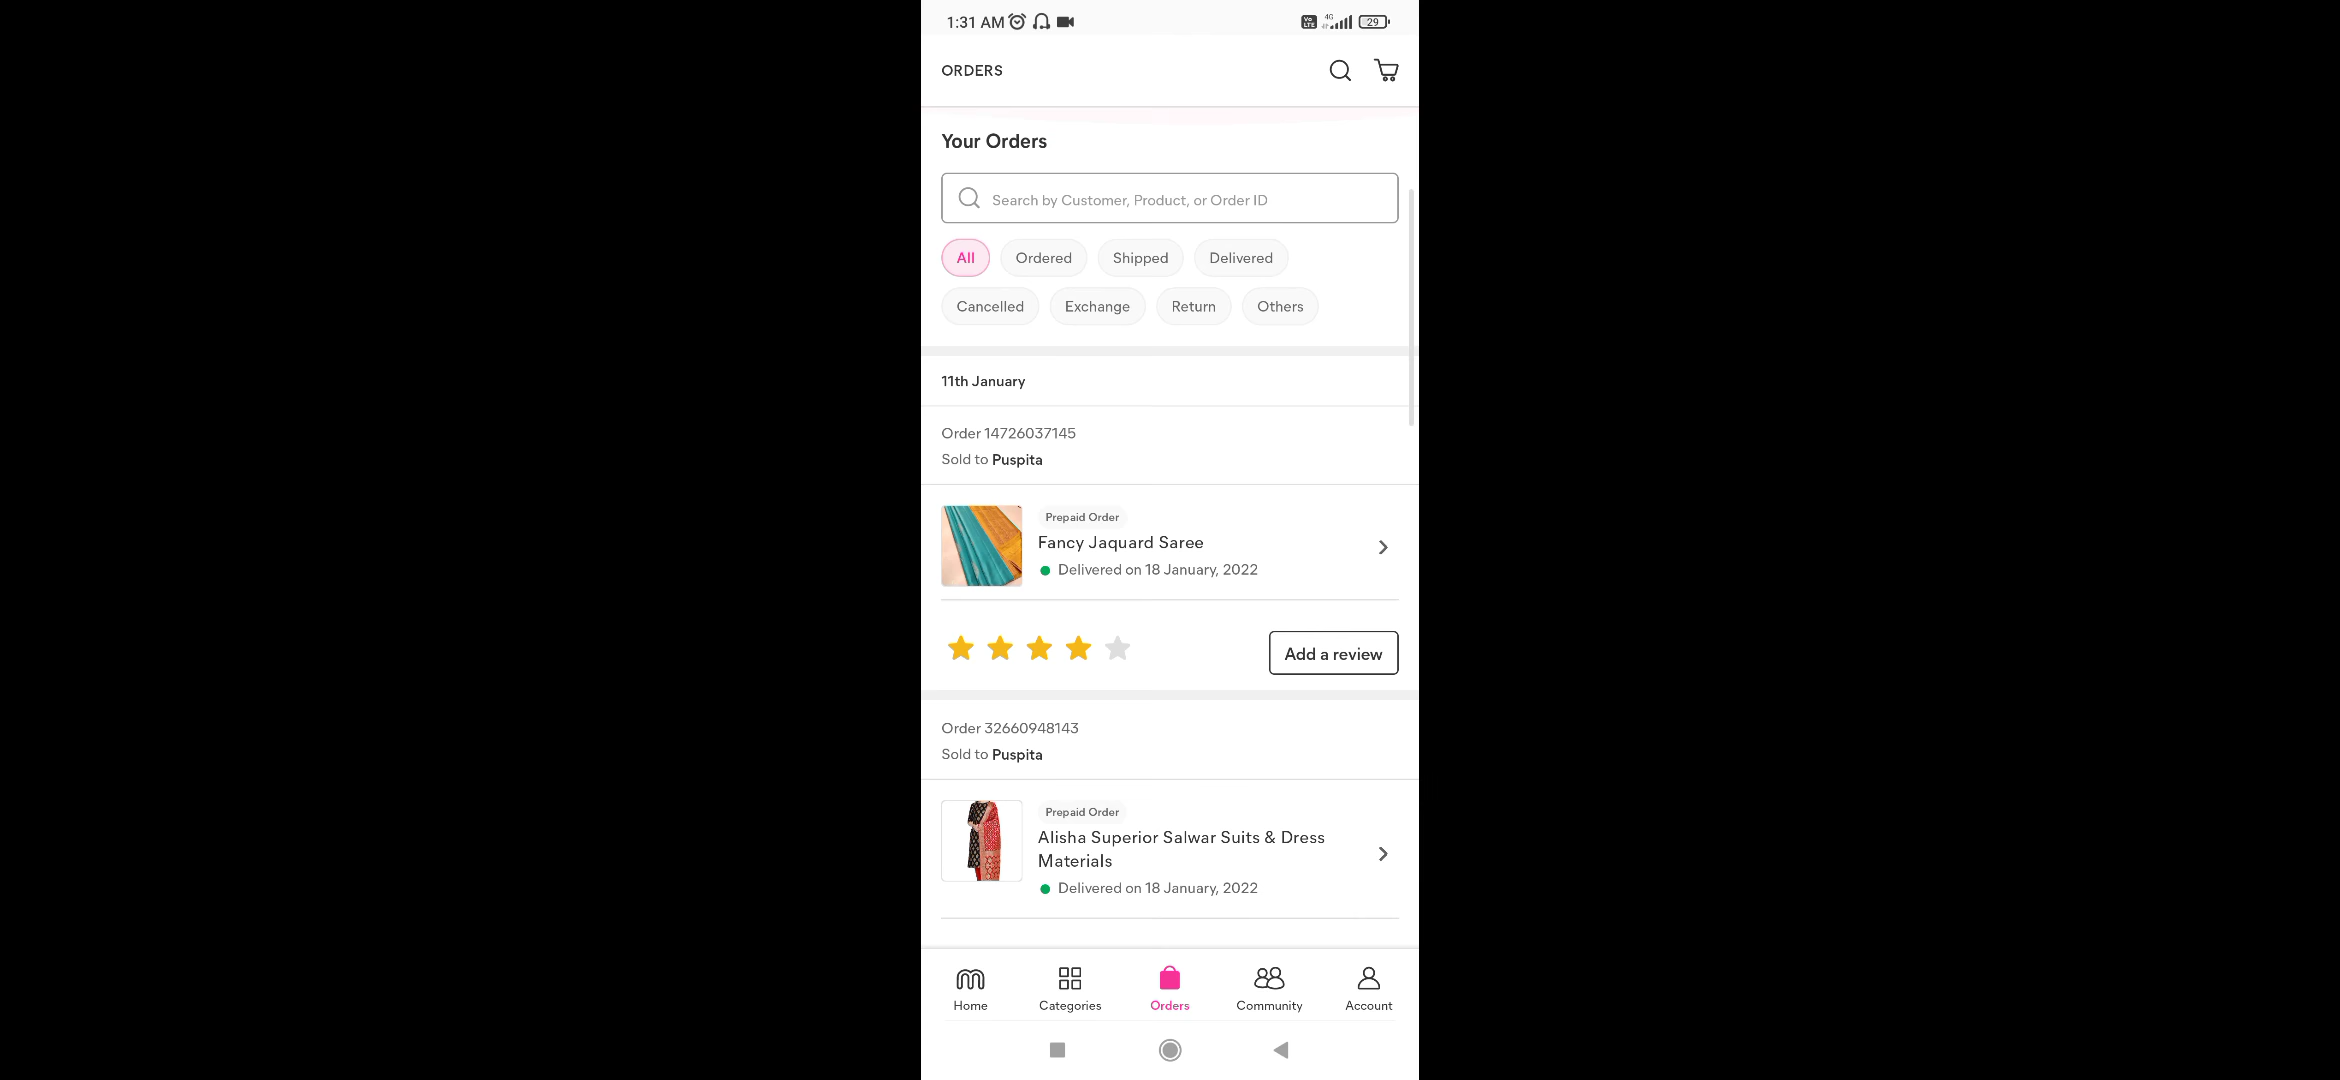 1:31 AM
Vo LTE 4G 29
ORDERS
Your Orders
Search by Customer, Product, or Order ID
All Ordered Shipped Delivered
Cancelled Exchange Return Others
11th January
Order 14726037145
Sold to Puspita
Prepaid Order
Fancy Jaquard Saree
Delivered on 18 January, 2022
Add a review
Order 32660948143
Sold to Puspita
Prepaid Order
Alisha Superior Salwar Suits & Dress
Materials
Delivered on 18 January, 2022
Home Categories Orders Community Account